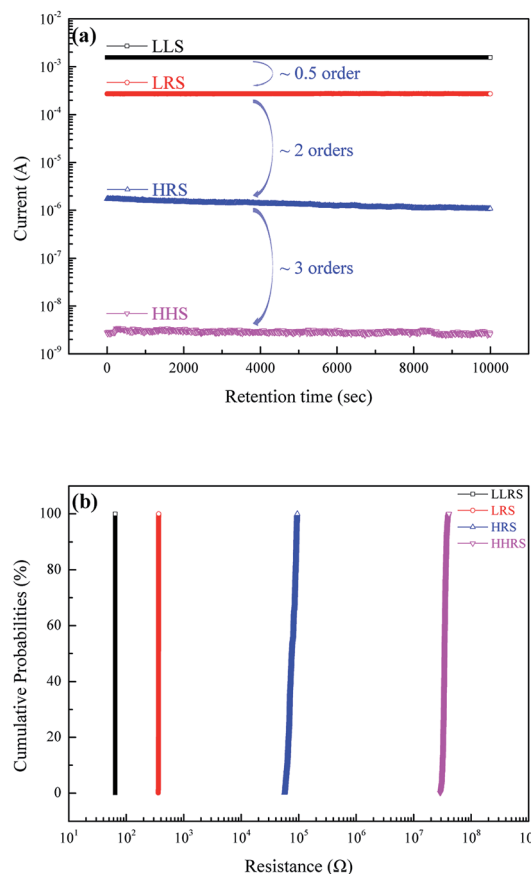 (a)
LLS
LRS
HRS
HHS
~ 0.5 order
~ 2 orders
~ 3 orders
10⁻²
10⁻³
10⁻⁴
10⁻⁵
10⁻⁶
10⁻⁷
10⁻⁸
10⁻⁹
Current (A)
0 2000 4000 6000 8000 10000
Retention time (sec)
(b)
LLRS
LRS
HRS
HHRS
100
80
60
40
20
0
Cumulative Probabilities (%)
10¹ 10² 10³ 10⁴ 10⁵ 10⁶ 10⁷ 10⁸
Resistance (Ω)